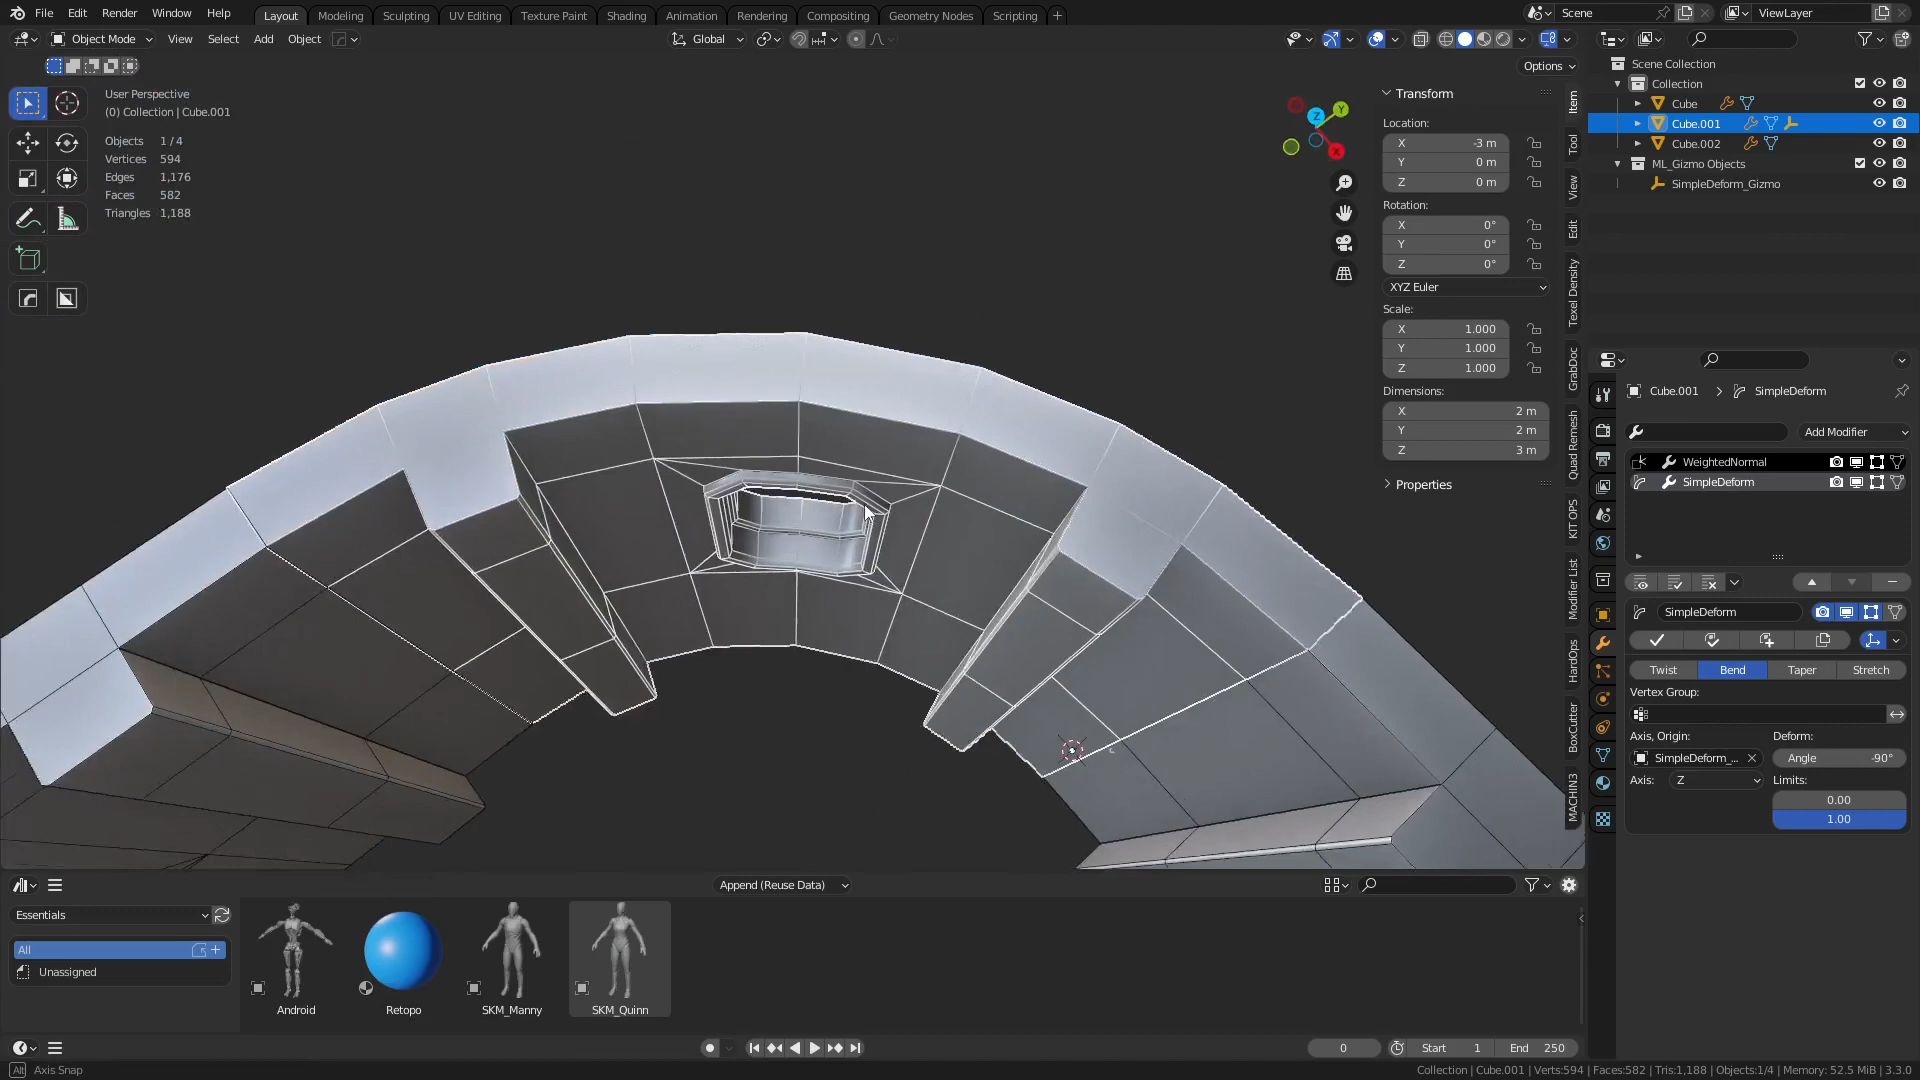 File Edit Render Window Help Layout Modeling Sculpting UV Editing Texture Paint Shading Animation Rendering Compositing Geometry Nodes Scripting + Scene ViewLayer
Object Mode View Select Add Object Global
Options
User Perspective
(0) Collection | Cube.001
Objects 1 / 4
Vertices 594
Edges 1,176
Faces 582
Triangles 1,188
Z
Y
X
Transform
Location:
X -3 m
Y 0 m
Z 0 m
Rotation:
X 0°
Y 0°
Z 0°
XYZ Euler
Scale:
X 1.000
Y 1.000
Z 1.000
Dimensions:
X 2 m
Y 2 m
Z 3 m
Properties
Item
Tool
View
Edit
Texel Density
GrabDoc
Quad Remesh
KIT OPS
Modifier List
HardOps
BoxCutter
MACHIN3
Scene Collection
Collection
Cube
Cube.001
Cube.002
ML_Gizmo Objects
SimpleDeform_Gizmo
Cube.001 > SimpleDeform
Add Modifier
WeightedNormal
SimpleDeform
SimpleDeform
Twist Bend Taper Stretch
Vertex Group:
Axis, Origin: Deform:
SimpleDeform_... Angle -90°
Axis: Z Limits:
0.00
1.00
Append (Reuse Data)
Essentials
All
Unassigned
Android Retopo SKM_Manny SKM_Quinn
0 Start 1 End 250
Alt Axis Snap
Collection | Cube.001 | Verts:594 | Faces:582 | Tris:1,188 | Objects:1/4 | Memory: 52.5 MiB | 3.3.0